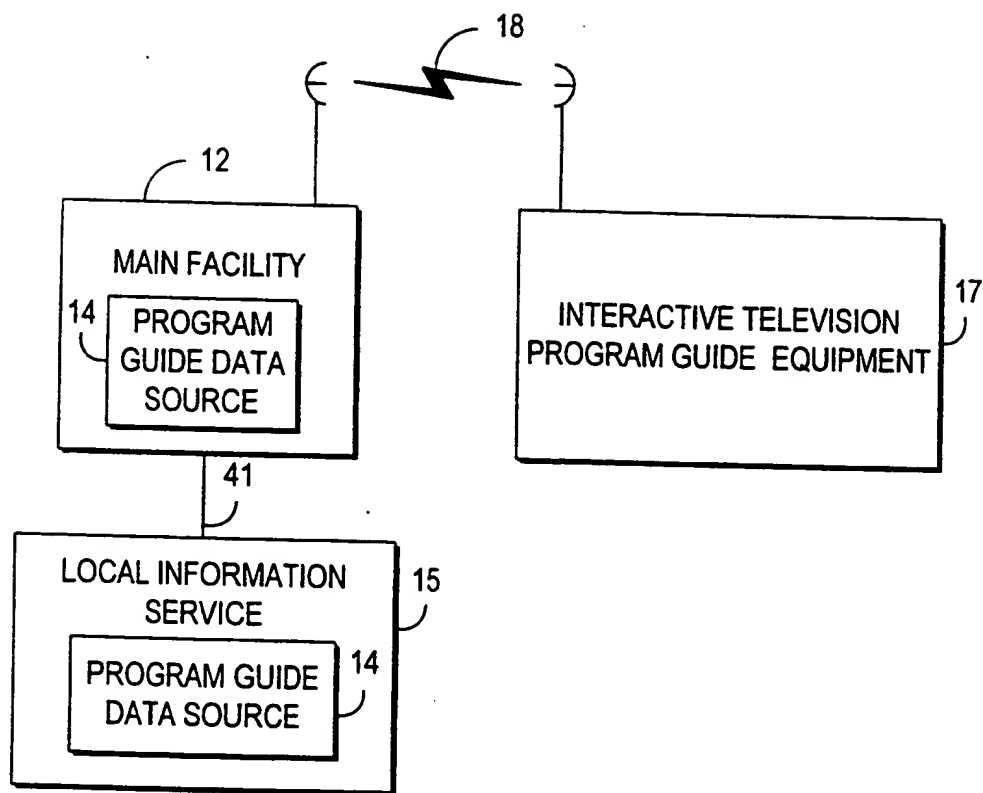 18
12
MAIN FACILITY
14
PROGRAM
GUIDE DATA
SOURCE
INTERACTIVE TELEVISION
PROGRAM GUIDE EQUIPMENT
17
41
LOCAL INFORMATION
SERVICE
15
PROGRAM GUIDE
DATA SOURCE
14